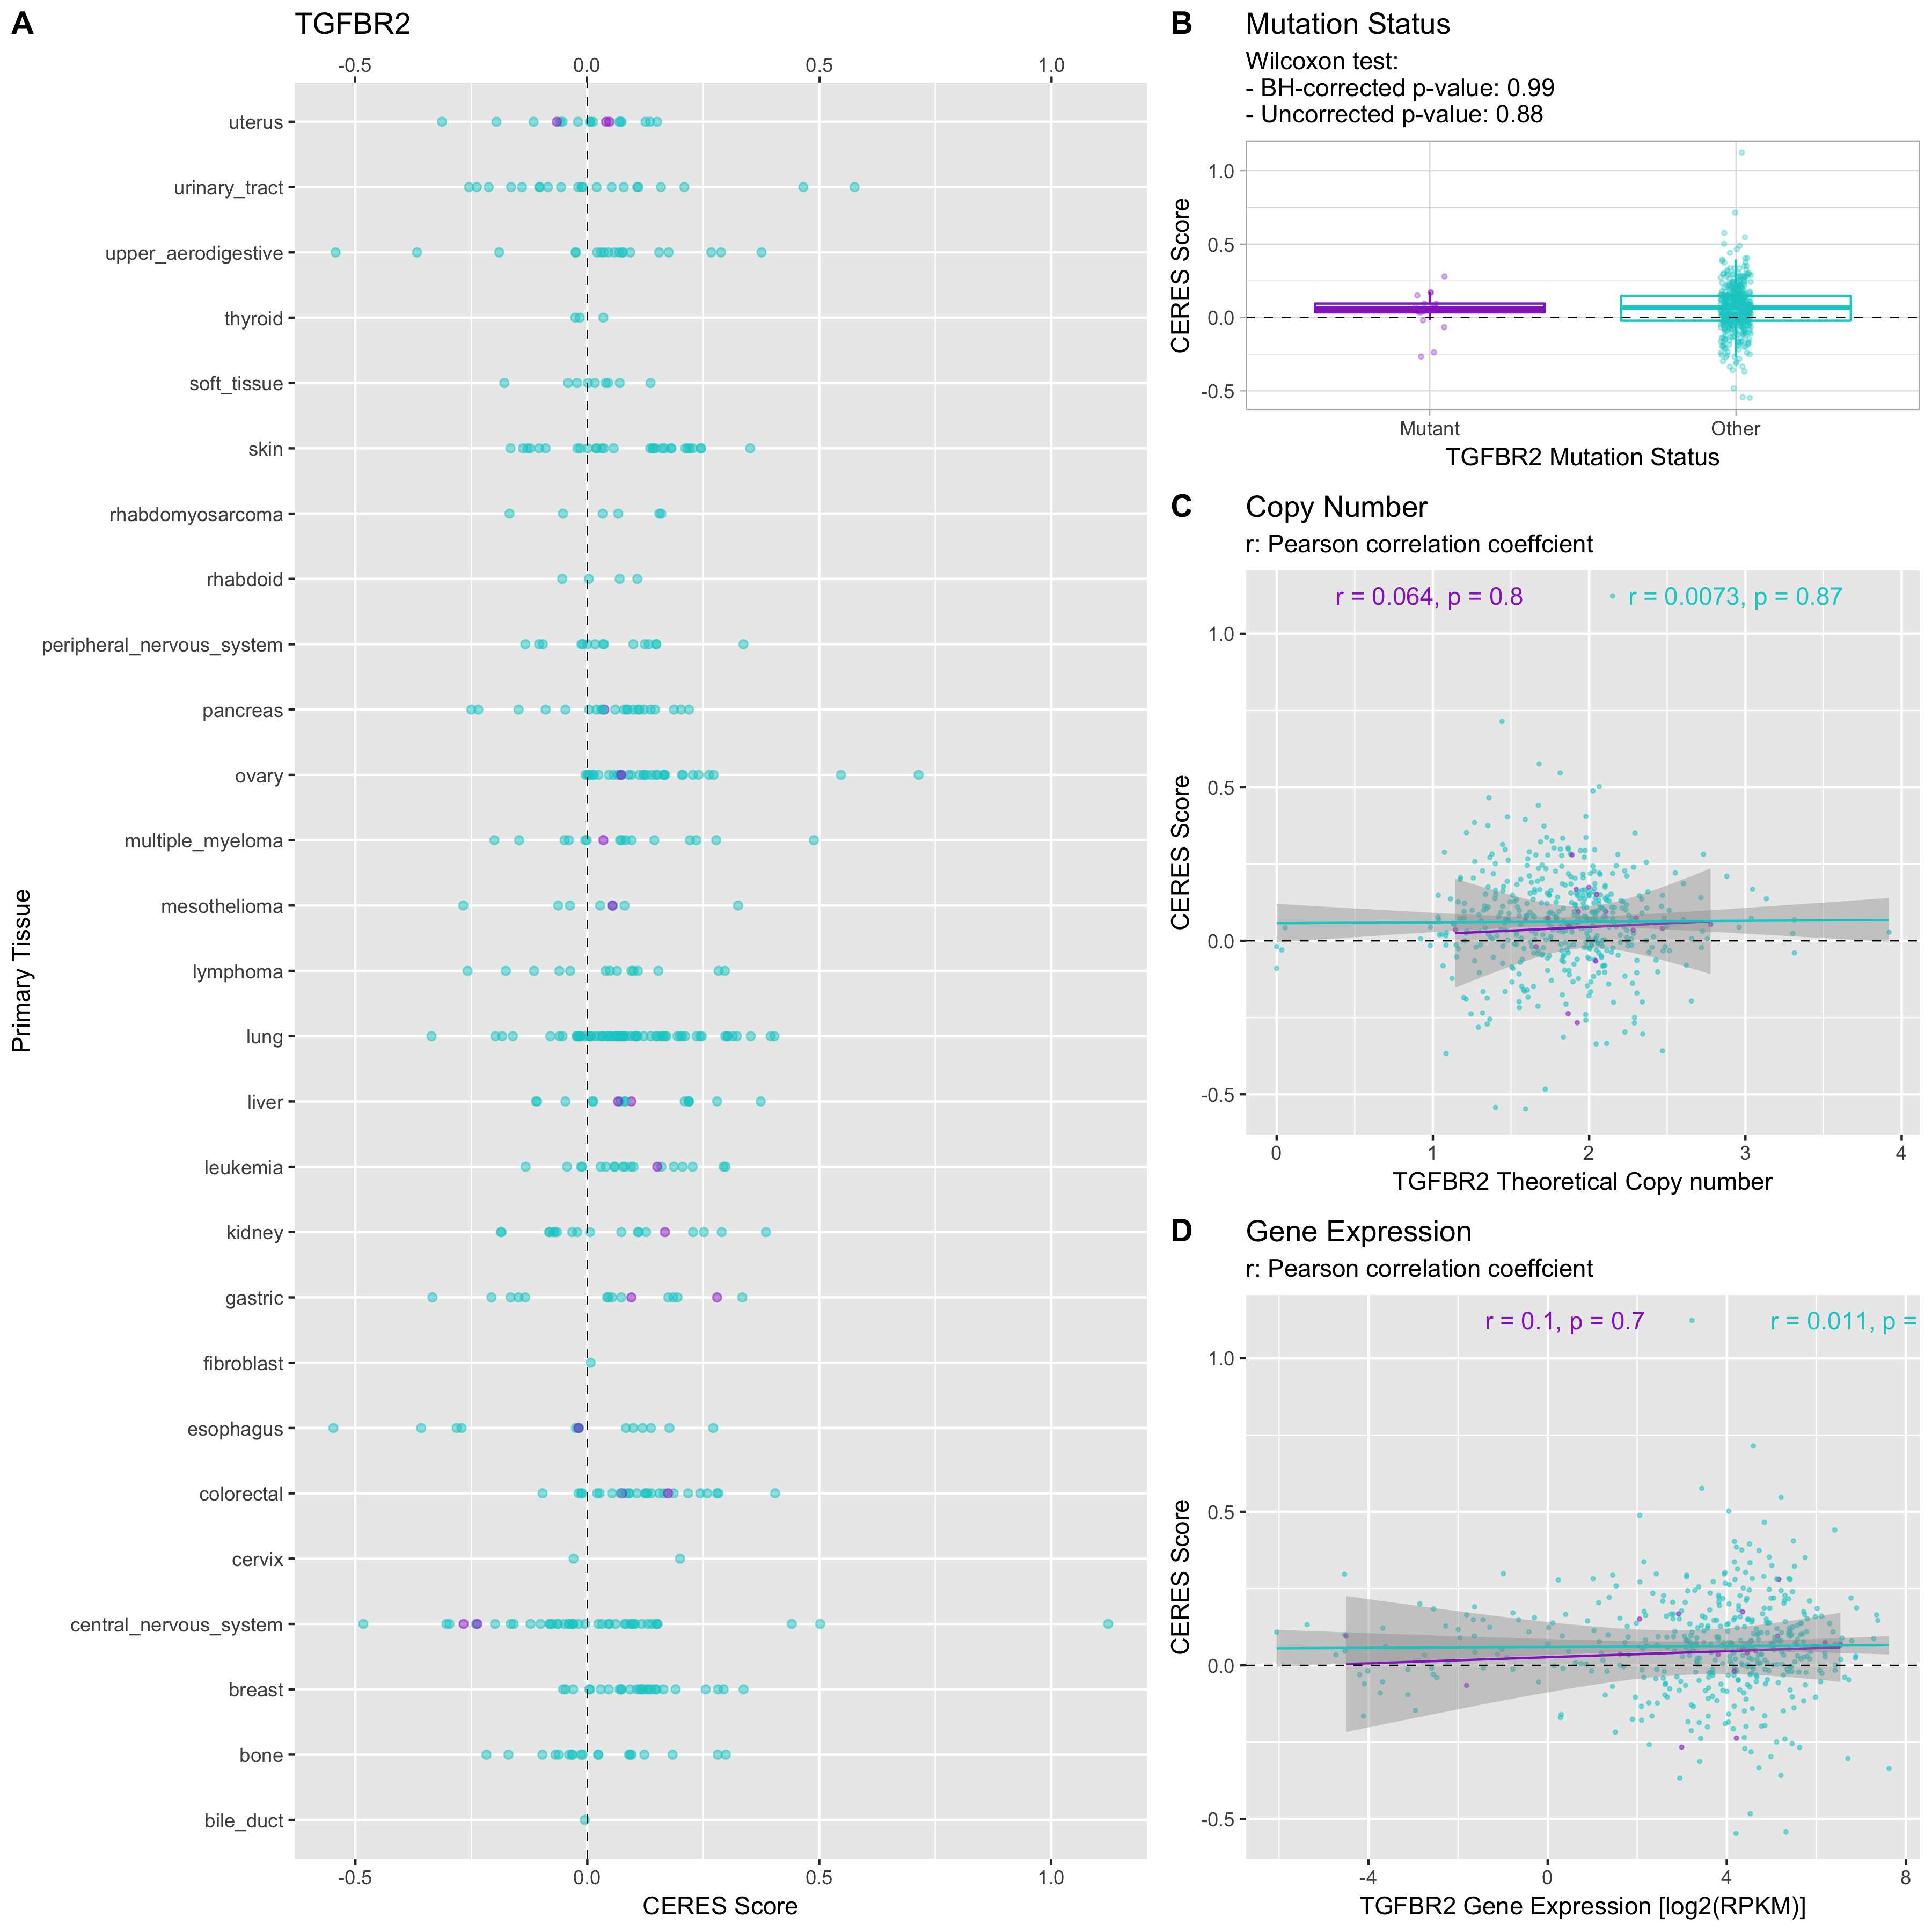 A
TGFBR2
-0.5 0.0 0.5 1.0
uterus
urinary_tract
upper_aerodigestive
thyroid
soft_tissue
skin
rhabdomyosarcoma
rhabdoid
peripheral_nervous_system
pancreas
ovary
multiple_myeloma
mesothelioma
lymphoma
lung
liver
leukemia
kidney
gastric
fibroblast
esophagus
colorectal
cervix
central_nervous_system
breast
bone
bile_duct
Primary Tissue
-0.5 0.0 0.5 1.0
CERES Score
B
Mutation Status
Wilcoxon test:
- BH-corrected p-value: 0.99
- Uncorrected p-value: 0.88
1.0
0.5
0.0
-0.5
CERES Score
Mutant Other
TGFBR2 Mutation Status
C
Copy Number
r: Pearson correlation coeffcient
r = 0.064, p = 0.8 r = 0.0073, p = 0.87
1.0
0.5
0.0
-0.5
CERES Score
0 1 2 3 4
TGFBR2 Theoretical Copy number
D
Gene Expression
r: Pearson correlation coeffcient
r = 0.1, p = 0.7 r = 0.011, p =
1.0
0.5
0.0
-0.5
CERES Score
-4 0 4 8
TGFBR2 Gene Expression [log2(RPKM)]